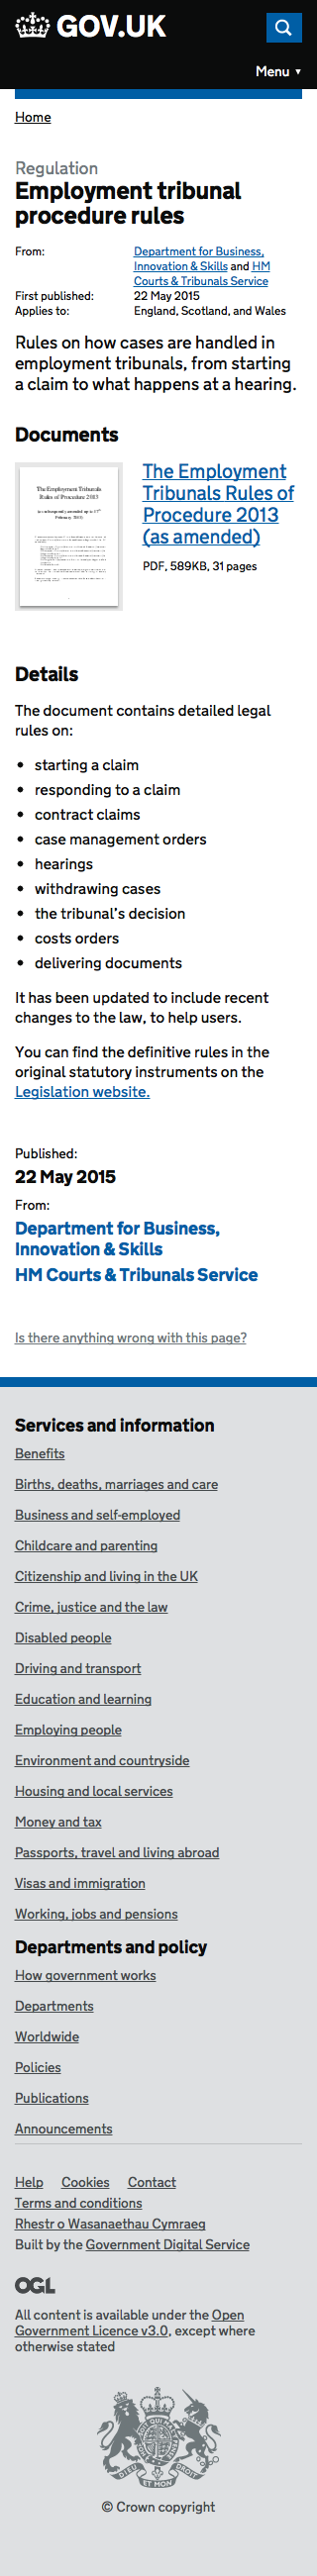 GOV.UK
Menu ▼
Home
Regulation
Employment tribunal
procedure rules
From:
Department for Business,
Innovation & Skills and HM
Courts & Tribunals Service
First published:
22 May 2015
Applies to:
England, Scotland, and Wales
Rules on how cases are handled in
employment tribunals, from starting
a claim to what happens at a hearing.
Documents
The Employment Tribunals
Rules of Procedure 2013
The Employment
Tribunals Rules of
Procedure 2013
(as amended)
PDF, 589KB, 31 pages
Details
The document contains detailed legal
rules on:
• starting a claim
• responding to a claim
• contract claims
• case management orders
• hearings
• withdrawing cases
• the tribunal's decision
• costs orders
• delivering documents
It has been updated to include recent
changes to the law, to help users.
You can find the definitive rules in the
original statutory instruments on the
Legislation website.
Published:
22 May 2015
From:
Department for Business,
Innovation & Skills
HM Courts & Tribunals Service
Is there anything wrong with this page?
Services and information
Benefits
Births, deaths, marriages and care
Business and self-employed
Childcare and parenting
Citizenship and living in the UK
Crime, justice and the law
Disabled people
Driving and transport
Education and learning
Employing people
Environment and countryside
Housing and local services
Money and tax
Passports, travel and living abroad
Visas and immigration
Working, jobs and pensions
Departments and policy
How government works
Departments
Worldwide
Policies
Publications
Announcements
Help Cookies Contact
Terms and conditions
Rhestr o Wasanaethau Cymraeg
Built by the Government Digital Service
OGL
All content is available under the Open
Government Licence v3.0, except where
otherwise stated
DIEU ET MON DROIT
© Crown copyright